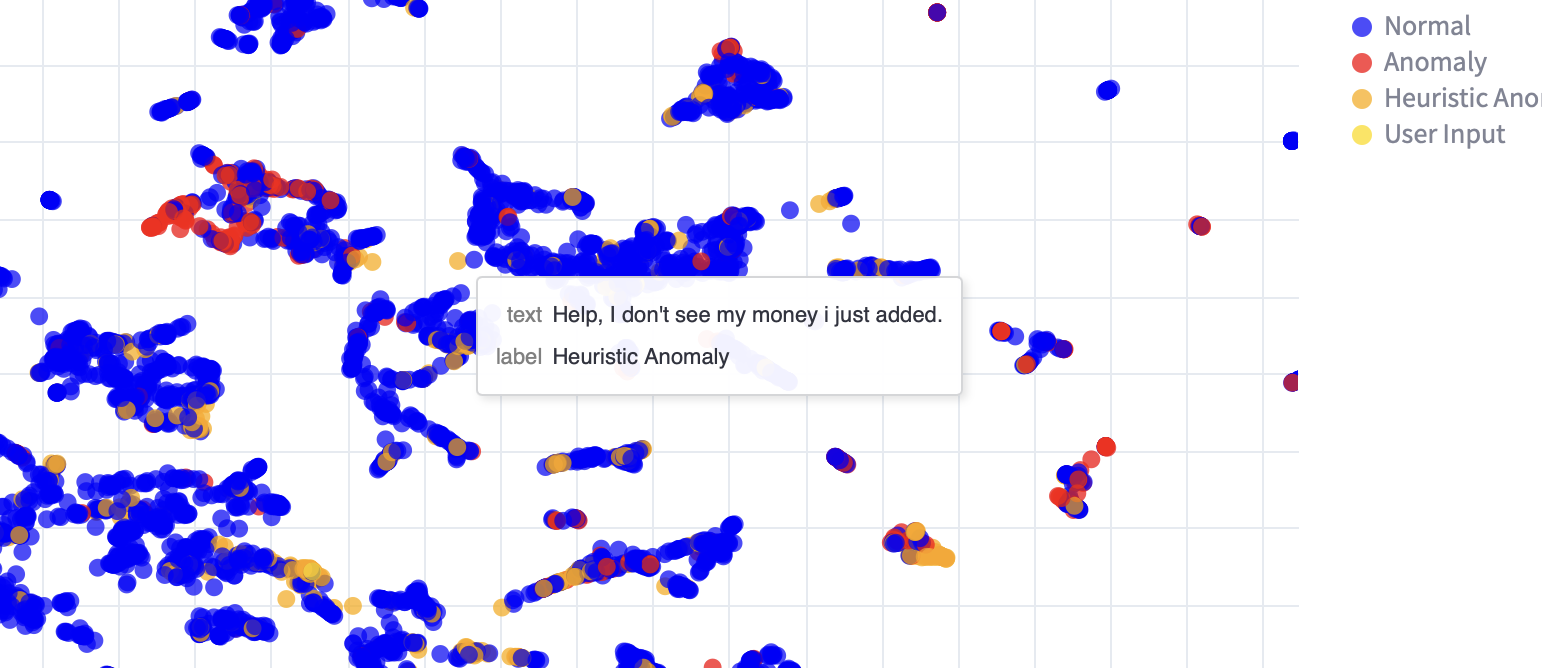 Normal
Anomaly
Heuristic Ano
User Input
text Help, I don't see my money i just added.
label Heuristic Anomaly